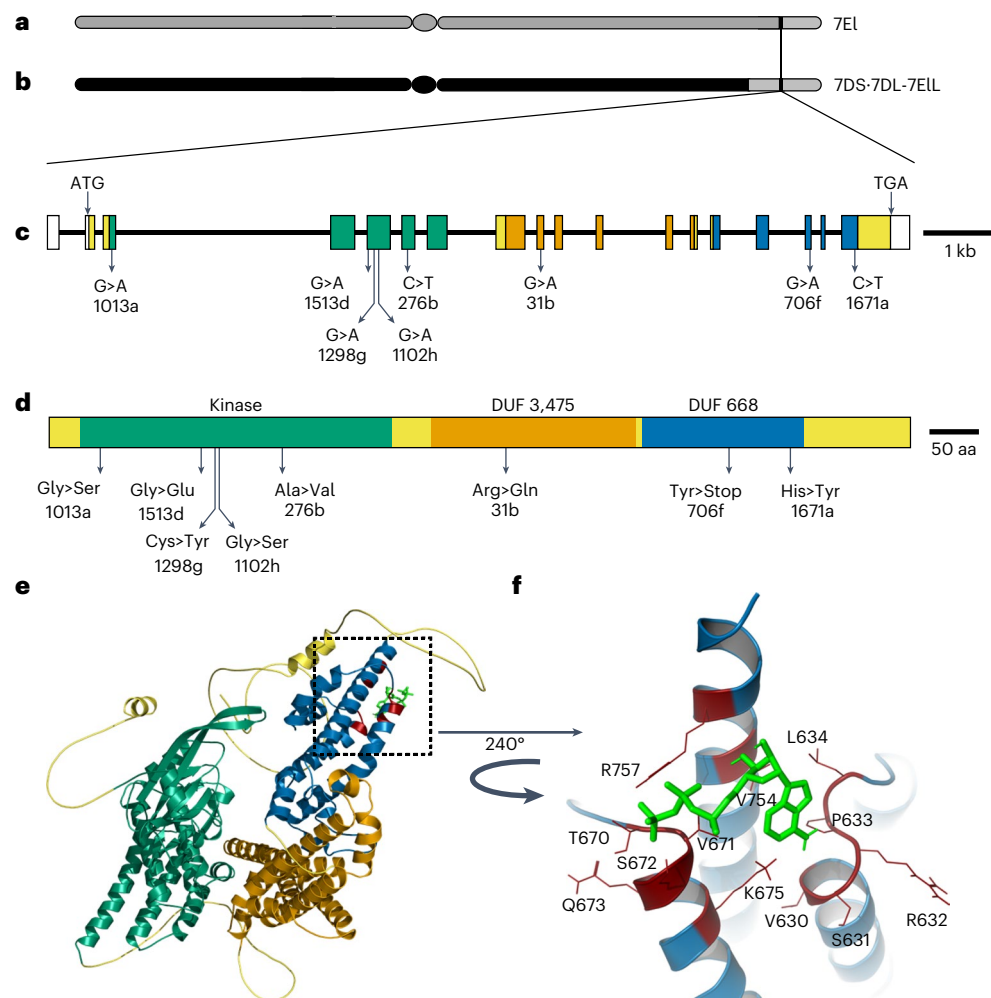 a
7El
b
7DS·7DL-7ElL
ATG
TGA
c
1 kb
G>A
1013a
G>A
1513d
C>T
276b
G>A
31b
G>A
706f
C>T
1671a
G>A
1298g
G>A
1102h
d
Kinase
DUF 3,475
DUF 668
50 aa
Gly>Ser
1013a
Gly>Glu
1513d
Ala>Val
276b
Arg>Gln
31b
Tyr>Stop
706f
His>Tyr
1671a
Cys>Tyr
1298g
Gly>Ser
1102h
e
f
240°
L634
R757
V754
P633
T670
V671
S672
K675
Q673
V630
R632
S631